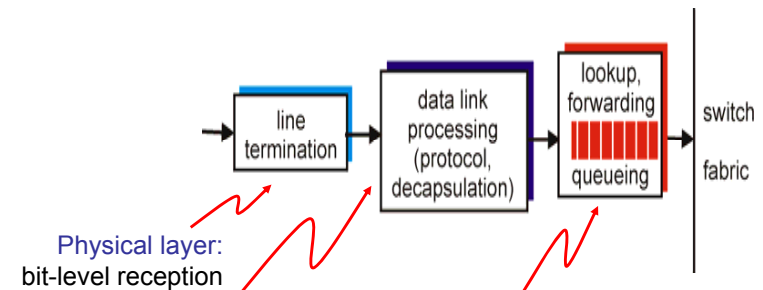 line
termination
data link
processing
(protocol,
decapsulation)
lookup,
forwarding
queueing
switch
fabric
Physical layer:
bit-level reception